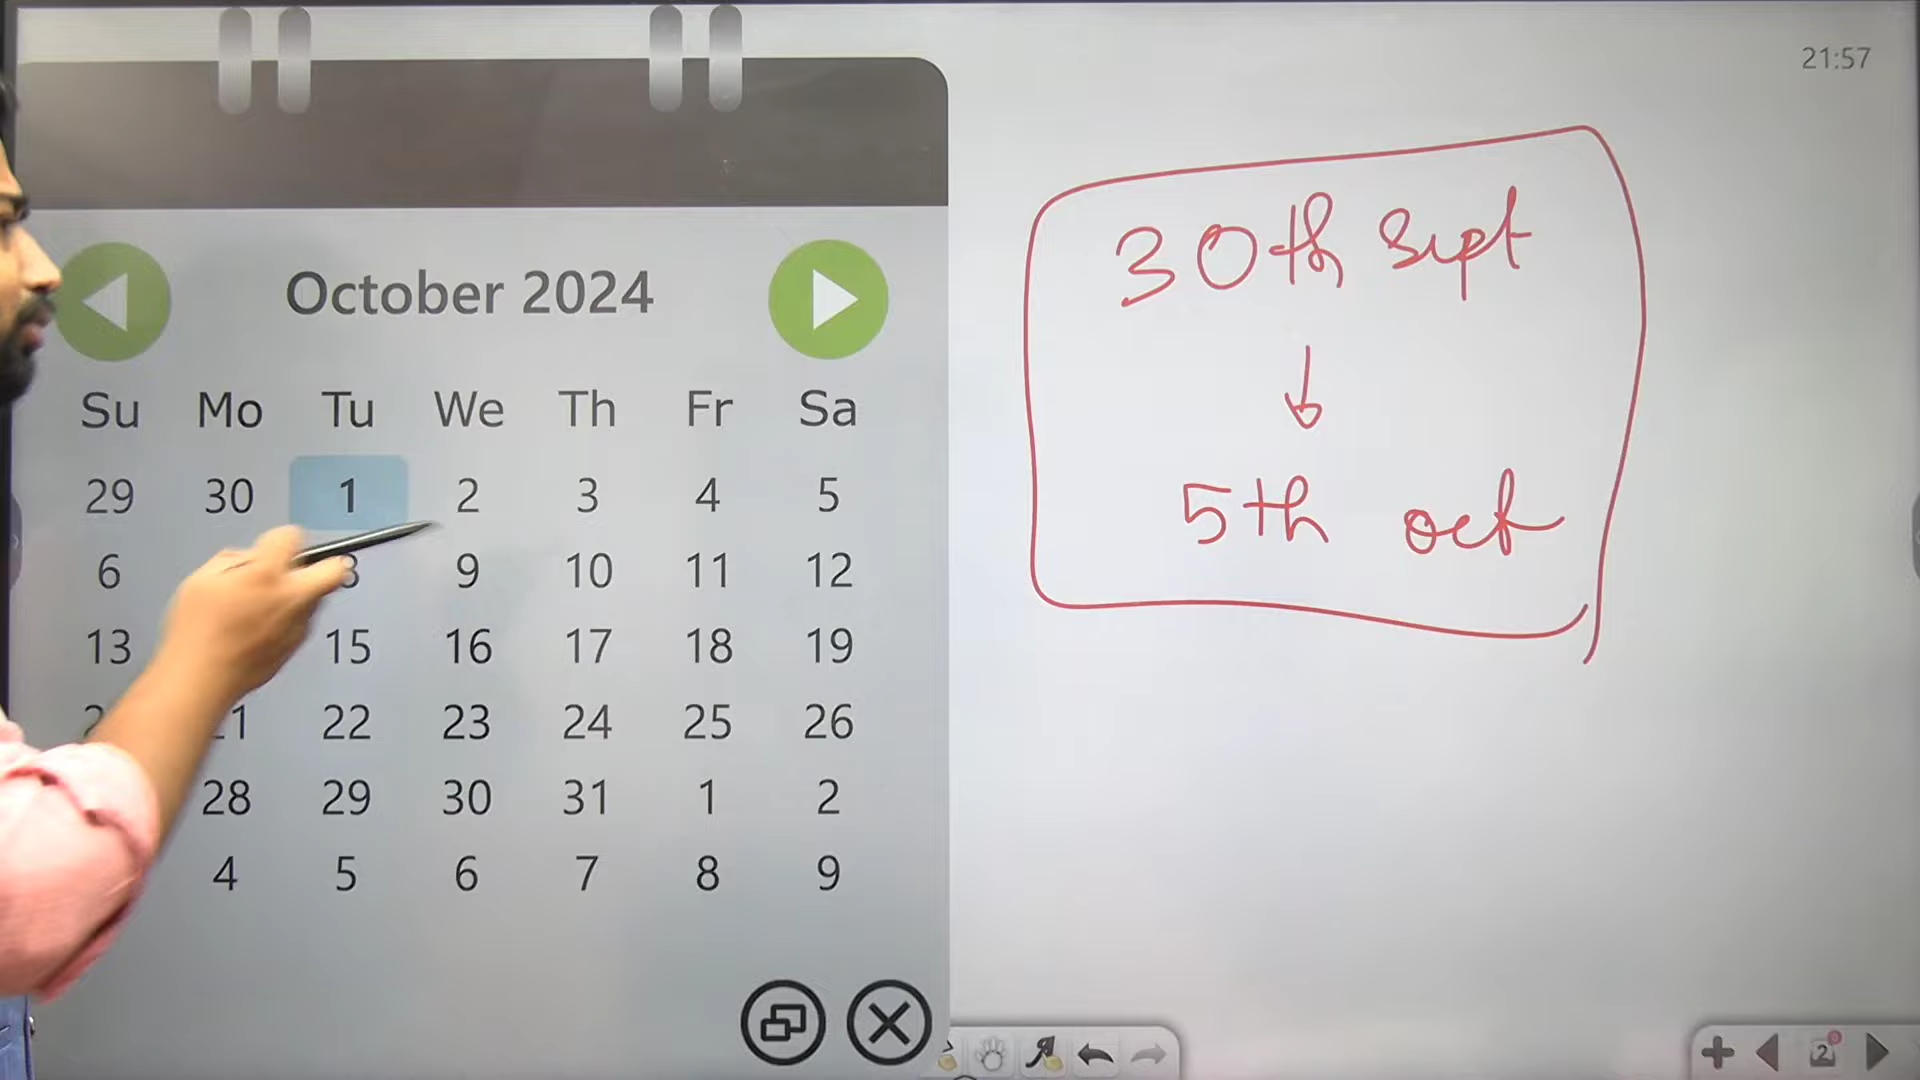 21:57
October 2024
Su Mo Tu We Th Fr Sa
29 30 1 2 3 4 5
6 8 9 10 11 12
13 15 16 17 18 19
22 23 24 25 26
28 29 30 31 1 2
4 5 6 7 8 9
30th Sept
↓
5th oct
2